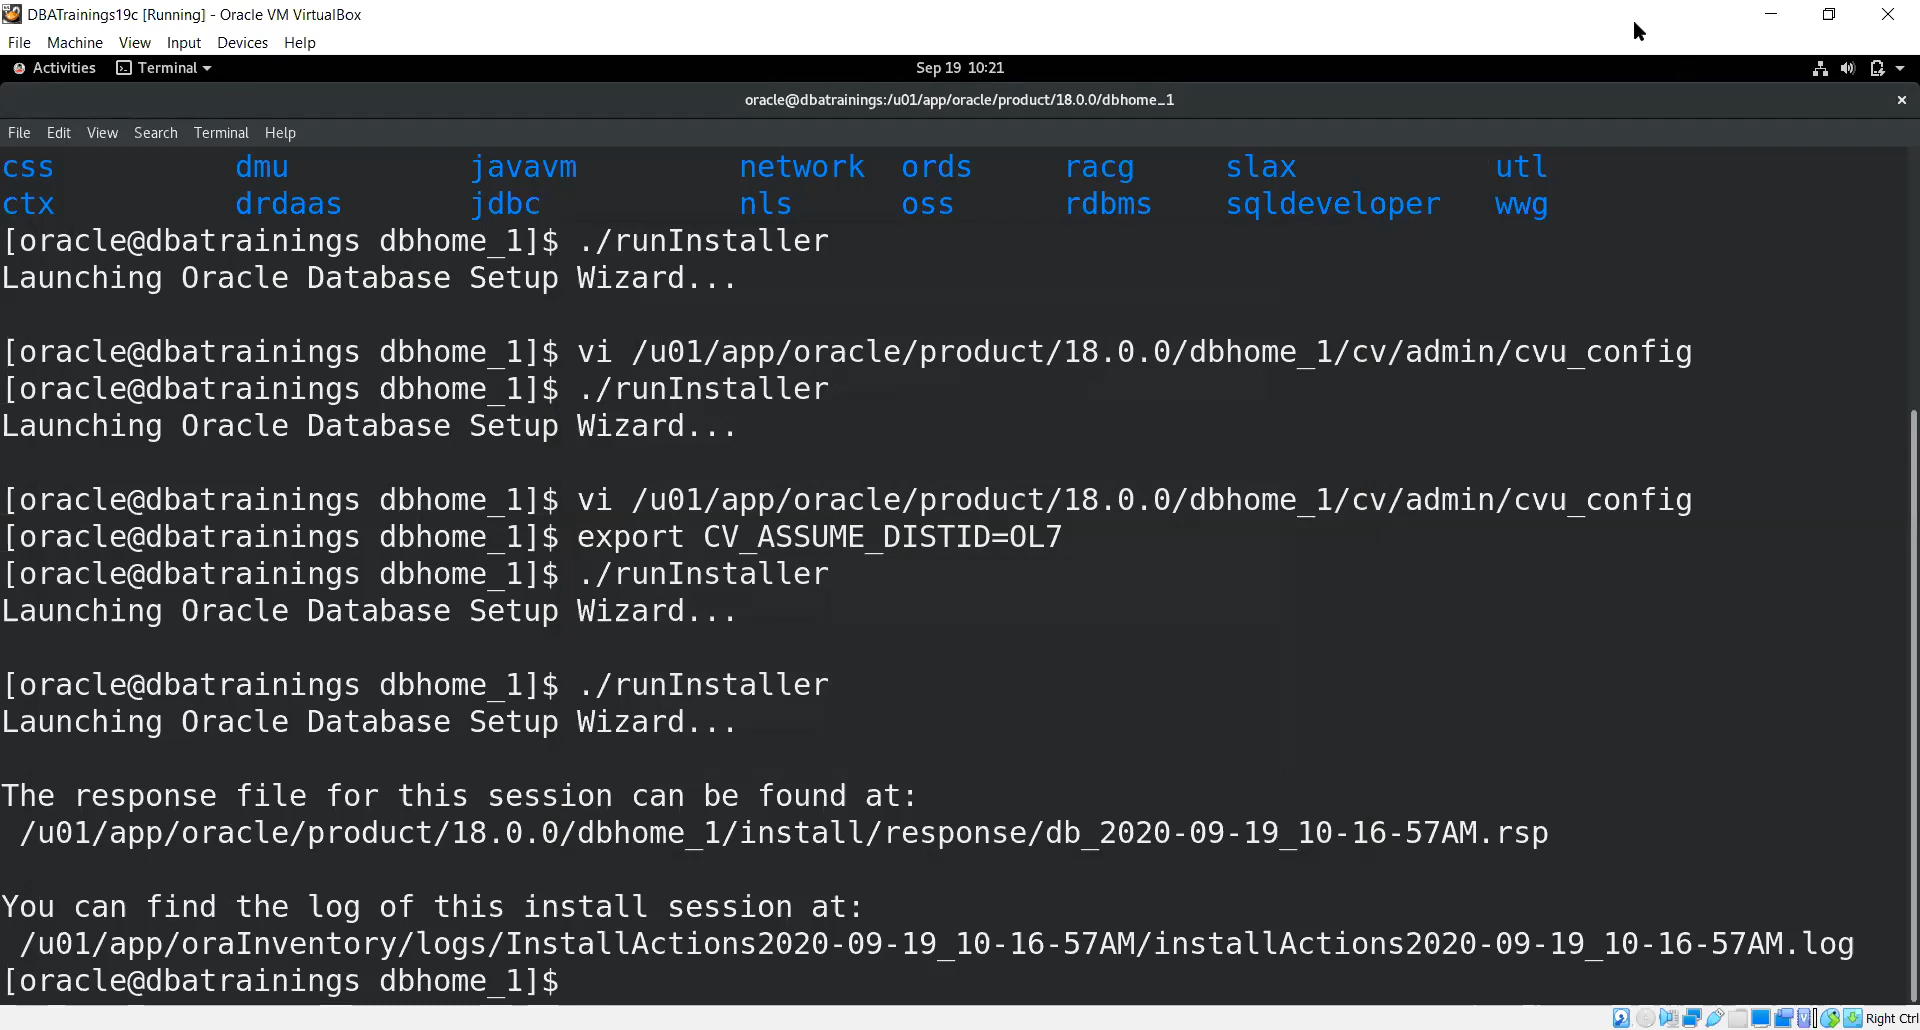 DBATrainings19c [Running] - Oracle VM VirtualBox
File Machine View Input Devices Help
Activities Terminal Sep 19 10:21
oracle@dbatrainings:/u01/app/oracle/product/18.0.0/dbhome_1
File Edit View Search Terminal Help
css dmu javavm network ords racg slax utl
ctx drdaas jdbc nls oss rdbms sqldeveloper wwg
[oracle@dbatrainings dbhome_1]$ ./runInstaller
Launching Oracle Database Setup Wizard...
[oracle@dbatrainings dbhome_1]$ vi /u01/app/oracle/product/18.0.0/dbhome_1/cv/admin/cvu_config
[oracle@dbatrainings dbhome_1]$ ./runInstaller
Launching Oracle Database Setup Wizard...
[oracle@dbatrainings dbhome_1]$ vi /u01/app/oracle/product/18.0.0/dbhome_1/cv/admin/cvu_config
[oracle@dbatrainings dbhome_1]$ export CV_ASSUME_DISTID=OL7
[oracle@dbatrainings dbhome_1]$ ./runInstaller
Launching Oracle Database Setup Wizard...
[oracle@dbatrainings dbhome_1]$ ./runInstaller
Launching Oracle Database Setup Wizard...
The response file for this session can be found at:
/u01/app/oracle/product/18.0.0/dbhome_1/install/response/db_2020-09-19_10-16-57AM.rsp
You can find the log of this install session at:
/u01/app/oraInventory/logs/InstallActions2020-09-19_10-16-57AM/installActions2020-09-19_10-16-57AM.log
[oracle@dbatrainings dbhome_1]$
Right Ctrl